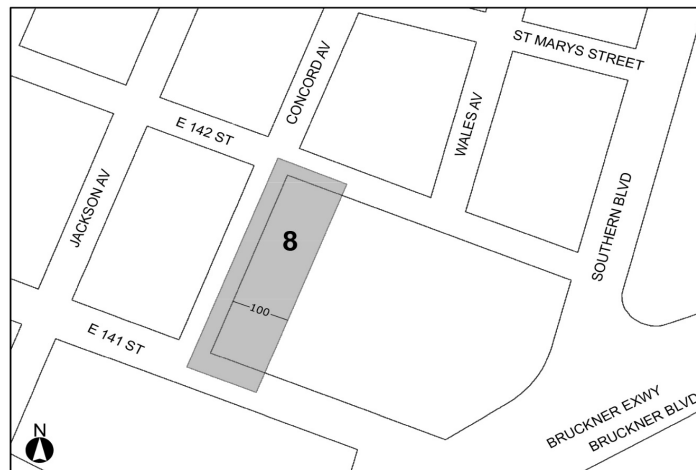 ST MARYS STREET
CONCORD AV
WALES AV
E 142 ST
JACKSON AV
SOUTHERN BLVD
8
100
E 141 ST
BRUCKNER EXWY
BRUCKNER BLVD
N